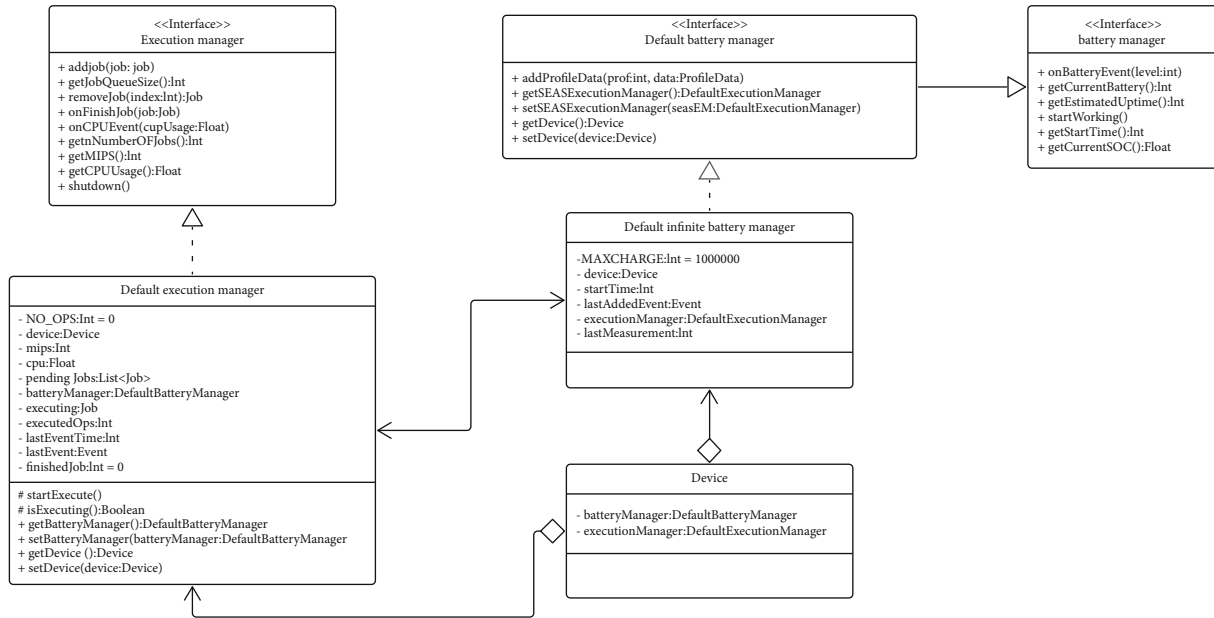 <<Interface>>
Execution manager
+ addjob(job: job)
+ getJobQueueSize():lnt
+ removeJob(index:lnt):Job
+ onFinishJob(job:Job)
+ onCPUEvent(cupUsage:Float)
+ getnNumberOFJobs():lnt
+ getMIPS():lnt
+ getCPUUsage():Float
+ shutdown()
<<Interface>>
Default battery manager
+ addProfileData(prof:int, data:ProfileData)
+ getSEASExecutionManager():DefaultExecutionManager
+ setSEASExecutionManager(seasEM:DefaultExecutionManager)
+ getDevice():Device
+ setDevice(device:Device)
<<Interface>>
battery manager
+ onBatteryEvent(level:int)
+ getCurrentBattery():lnt
+ getEstimatedUptime():lnt
+ startWorking()
+ getStartTime():lnt
+ getCurrentSOC():Float
Default execution manager
- NO_OPS:Int = 0
- device:Device
- mips:Int
- cpu:Float
- pending Jobs:List<Job>
- batteryManager:DefaultBatteryManager
- executing:Job
- executedOps:lnt
- lastEventTime:lnt
- lastEvent:Event
- finishedJob:lnt = 0
# startExecute()
# isExecuting():Boolean
+ getBatteryManager():DefaultBatteryManager
+ setBatteryManager(batteryManager:DefaultBatteryManager
+ getDevice ():Device
+ setDevice(device:Device)
Default infinite battery manager
-MAXCHARGE:lnt = 1000000
- device:Device
- startTime:lnt
- lastAddedEvent:Event
- executionManager:DefaultExecutionManager
- lastMeasurement:lnt
Device
- batteryManager:DefaultBatteryManager
- executionManager:DefaultExecutionManager